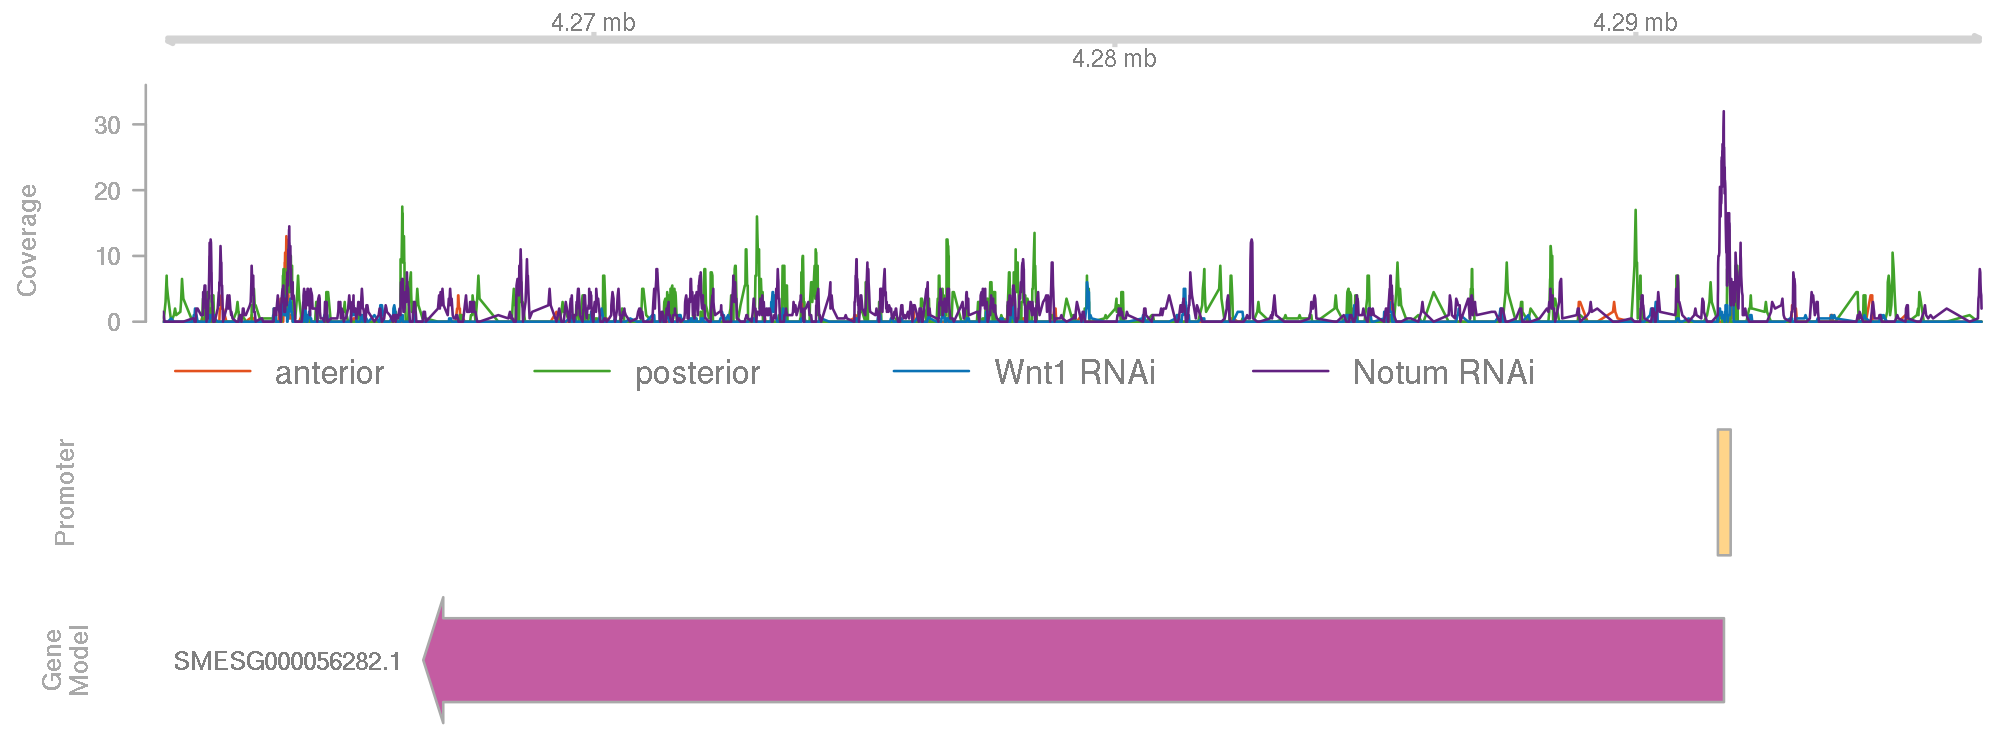 4.27 mb
4.29 mb
4.28 mb
Coverage
30
20
10
0
anterior
posterior
Wnt1 RNAi
Notum RNAi
Promoter
Gene
Model
SMESG000056282.1